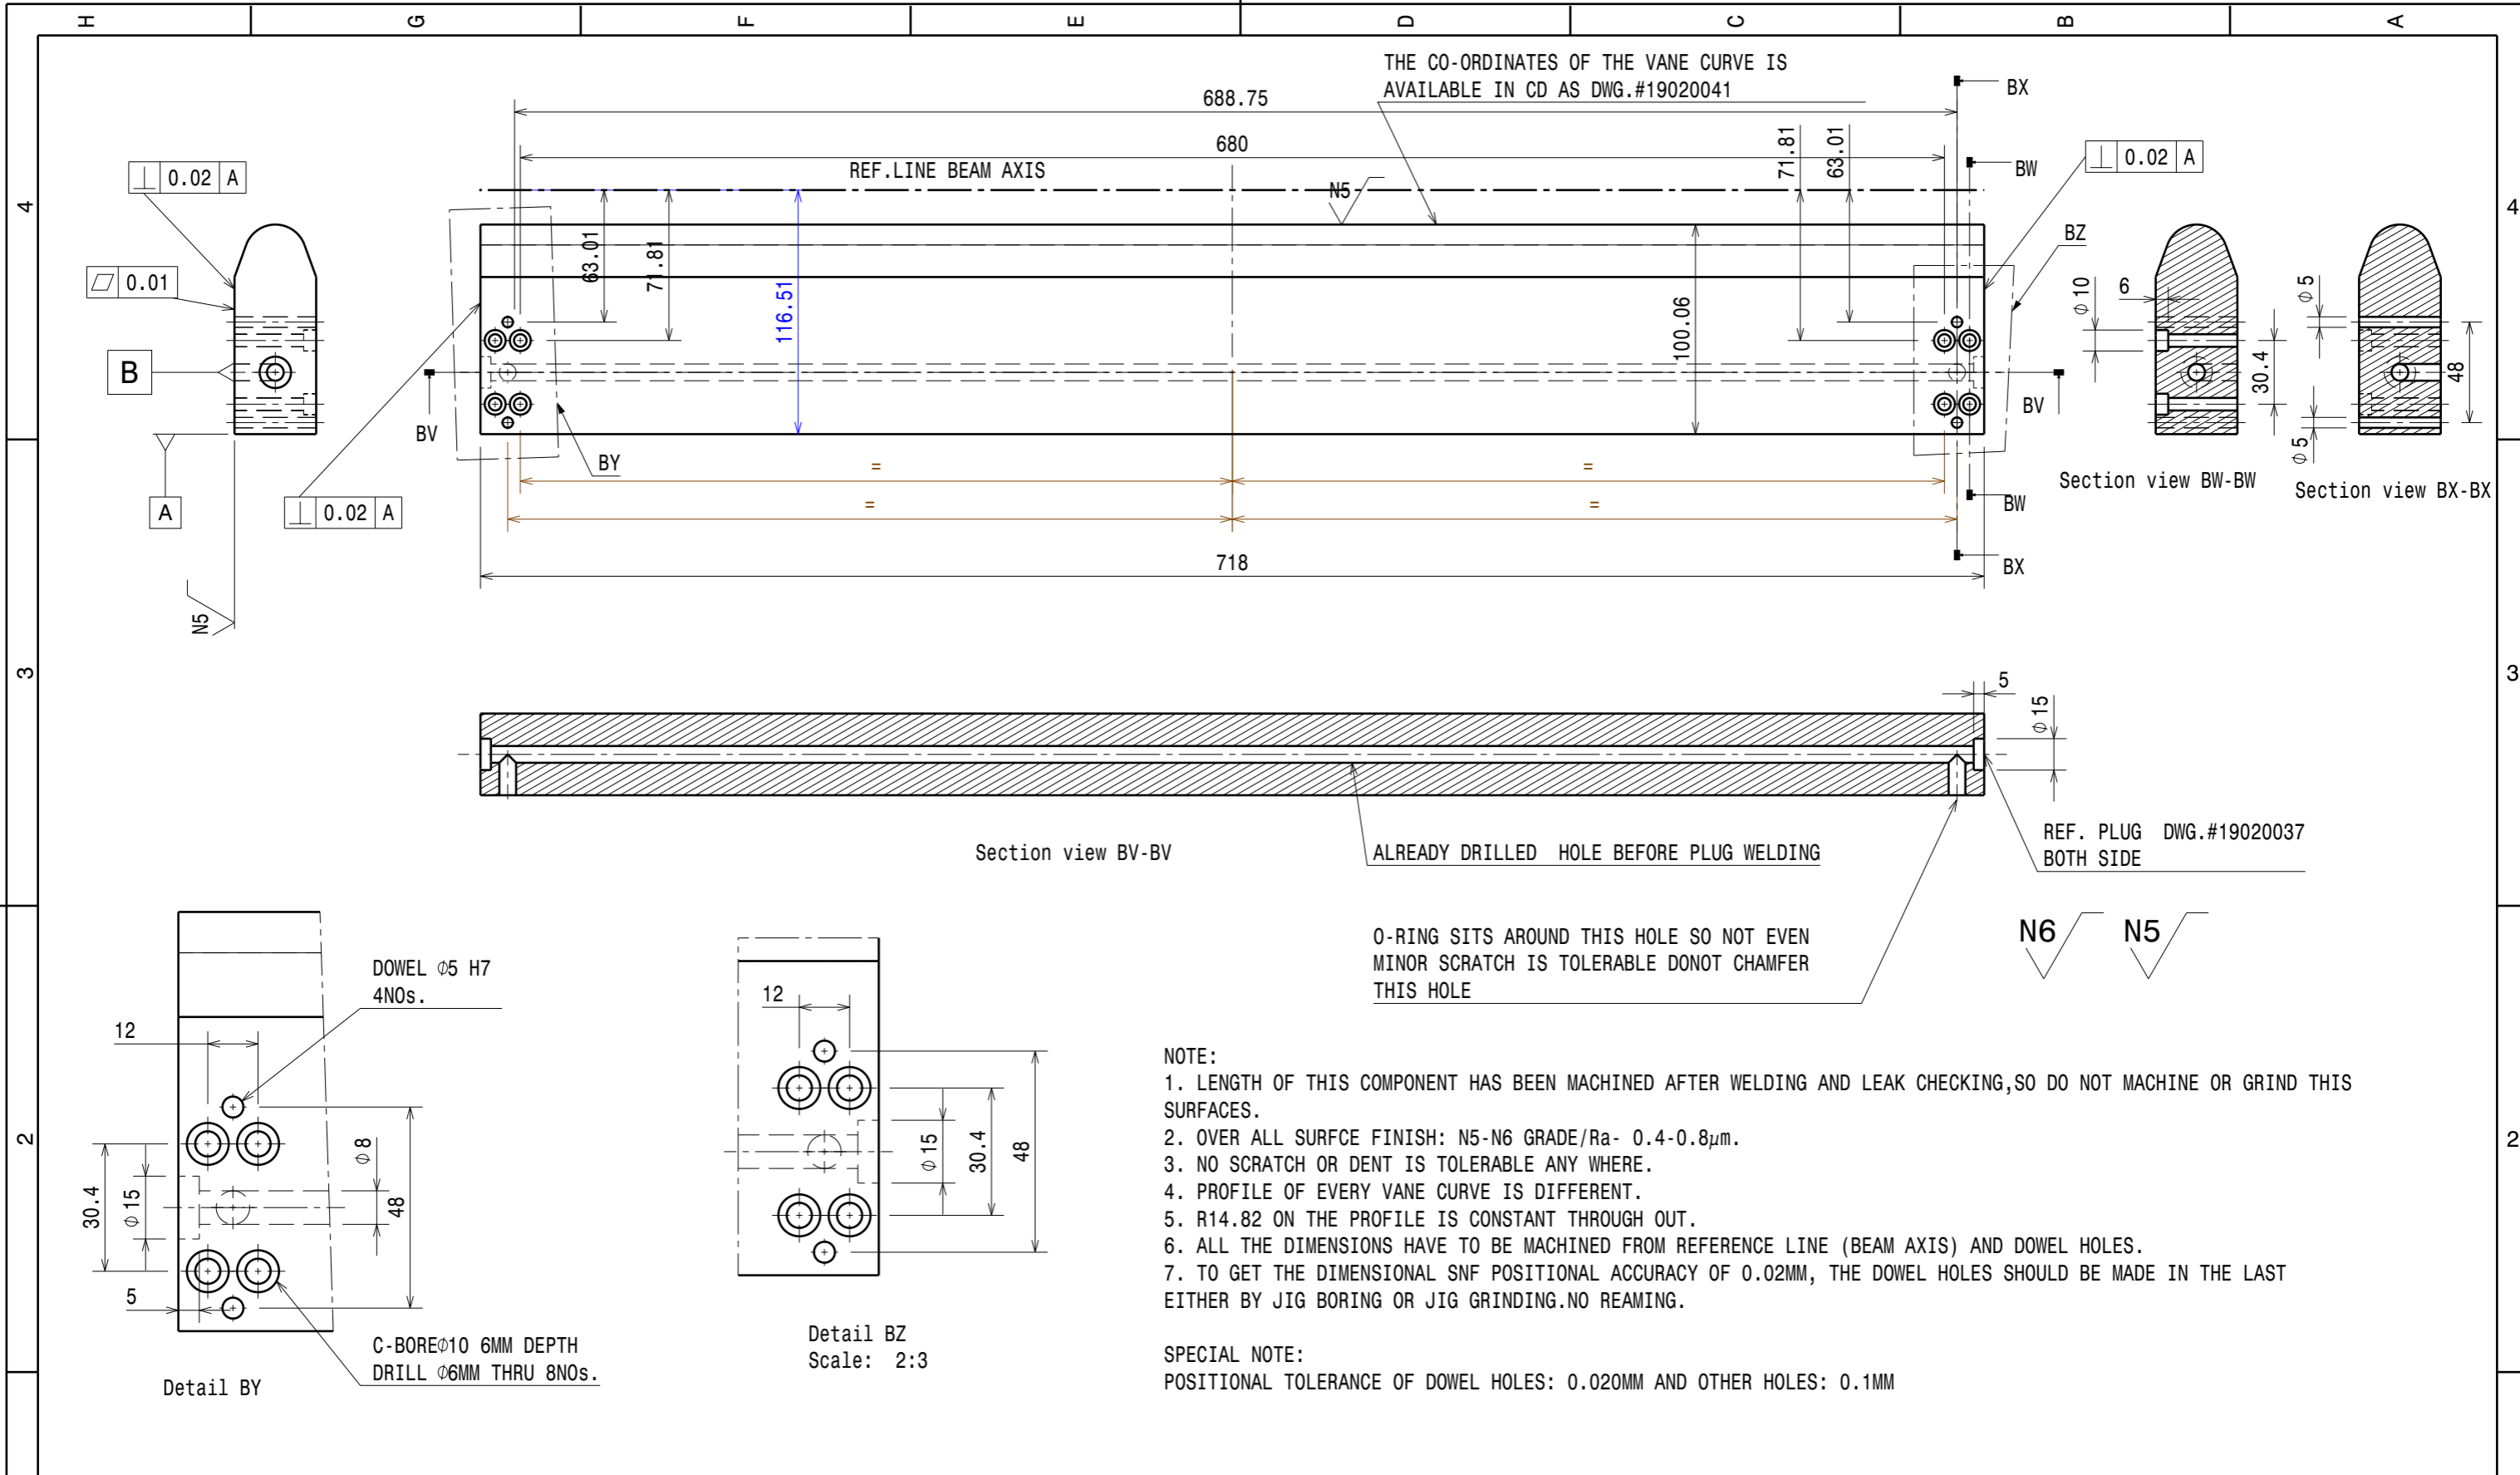 H G F E D C B A
THE CO-ORDINATES OF THE VANE CURVE IS
AVAILABLE IN CD AS DWG.#19020041
688.75
BX
680
71.81
63.01
BW
⊥ 0.02 A
REF.LINE BEAM AXIS
N5
⊥ 0.02 A
4
4
BZ
⏥ 0.01
63.01
71.81
116.51
100.06
⌀10
6
30.4
⌀5
48
⌀5
B
BV
BV
BY
A
⊥ 0.02 A
=
=
=
=
BW
BX
Section view BW-BW
Section view BX-BX
718
N5
3
3
5
⌀15
Section view BV-BV
ALREADY DRILLED HOLE BEFORE PLUG WELDING
REF. PLUG DWG.#19020037
BOTH SIDE
O-RING SITS AROUND THIS HOLE SO NOT EVEN
MINOR SCRATCH IS TOLERABLE DONOT CHAMFER
THIS HOLE
N6 N5
DOWEL ⌀5 H7
4NOs.
12
⌀8
48
30.4
⌀15
5
C-BORE⌀10 6MM DEPTH
DRILL ⌀6MM THRU 8NOs.
Detail BY
12
⌀15
30.4
48
Detail BZ
Scale: 2:3
2
2
NOTE:
1. LENGTH OF THIS COMPONENT HAS BEEN MACHINED AFTER WELDING AND LEAK CHECKING,SO DO NOT MACHINE OR GRIND THIS
SURFACES.
2. OVER ALL SURFCE FINISH: N5-N6 GRADE/Ra- 0.4-0.8μm.
3. NO SCRATCH OR DENT IS TOLERABLE ANY WHERE.
4. PROFILE OF EVERY VANE CURVE IS DIFFERENT.
5. R14.82 ON THE PROFILE IS CONSTANT THROUGH OUT.
6. ALL THE DIMENSIONS HAVE TO BE MACHINED FROM REFERENCE LINE (BEAM AXIS) AND DOWEL HOLES.
7. TO GET THE DIMENSIONAL SNF POSITIONAL ACCURACY OF 0.02MM, THE DOWEL HOLES SHOULD BE MADE IN THE LAST
EITHER BY JIG BORING OR JIG GRINDING.NO REAMING.
SPECIAL NOTE:
POSITIONAL TOLERANCE OF DOWEL HOLES: 0.020MM AND OTHER HOLES: 0.1MM